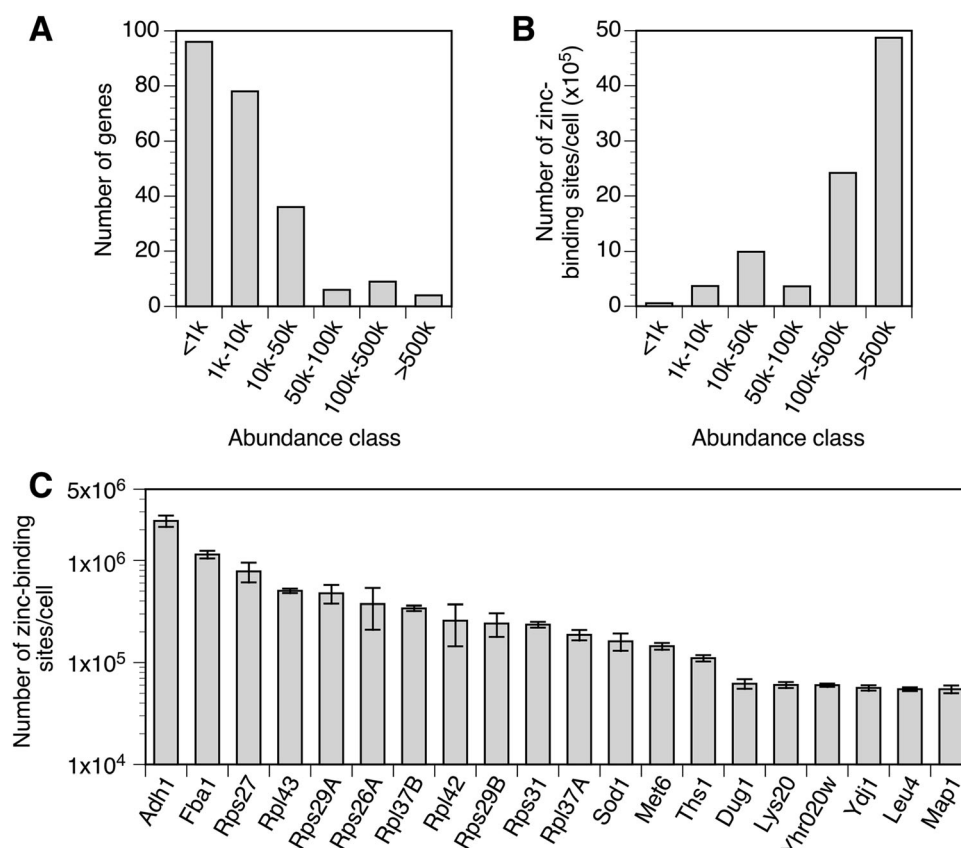 A
Number of genes
100
80
60
40
20
0
<1k
1k-10k
10k-50k
50k-100k
100k-500k
>500k
Abundance class
B
Number of zinc-
binding sites/cell (x10⁵)
50
40
30
20
10
0
<1k
1k-10k
10k-50k
50k-100k
100k-500k
>500k
Abundance class
C
Number of zinc-binding
sites/cell
5x10⁶
1x10⁶
1x10⁵
1x10⁴
Adh1
Fba1
Rps27
Rpl43
Rps29A
Rps26A
Rpl37B
Rpl42
Rps29B
Rps31
Rpl37A
Sod1
Met6
Ths1
Dug1
Lys20
Yhr020w
Ydj1
Leu4
Map1